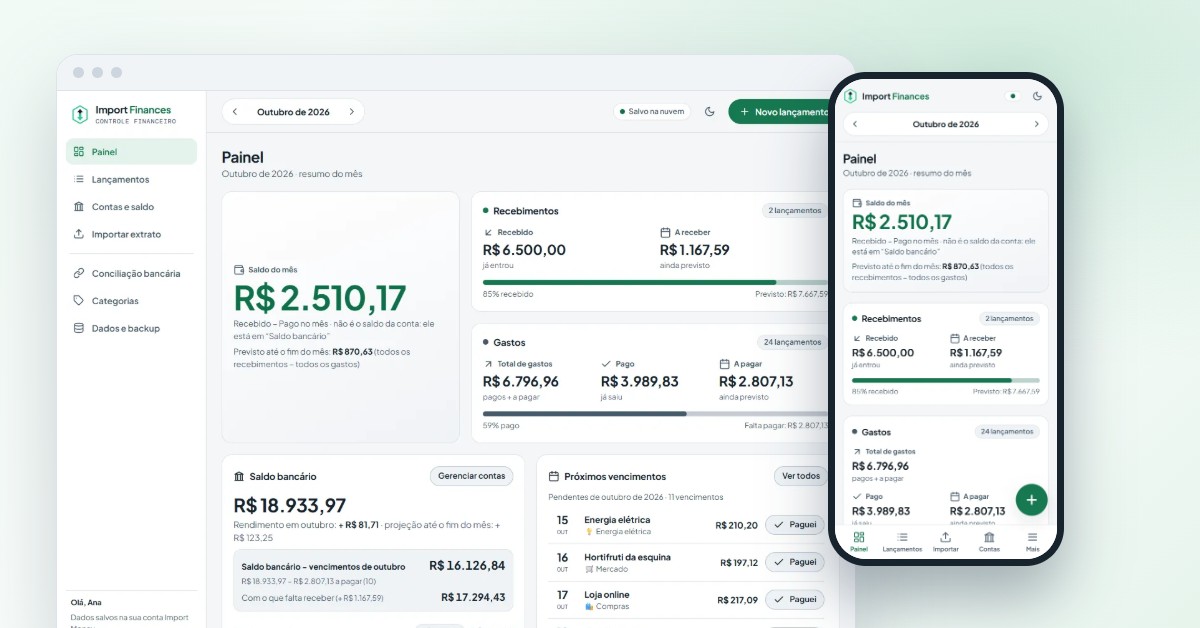 Import Finances
CONTROLE FINANCEIRO
Painel
Lançamentos
Contas e saldo
Importar extrato
Conciliação bancária
Categorias
Dados e backup
Olá, Ana
Dados salvos na sua conta Import
Outubro de 2026
Salvo na nuvem
Novo lançamento
Painel
Outubro de 2026 · resumo do mês
Saldo do mês
R$ 2.510,17
Recebido – Pago no mês · não é o saldo da conta: ele
está em "Saldo bancário"
Previsto até o fim do mês: R$ 870,63 (todos os
recebimentos – todos os gastos)
Recebimentos
2 lançamentos
Recebido
A receber
R$ 6.500,00
R$ 1.167,59
já entrou
ainda previsto
85% recebido
Previsto: R$ 7.667,59
Gastos
24 lançamentos
Total de gastos
Pago
A pagar
R$ 6.796,96
R$ 3.989,83
R$ 2.807,13
pagos + a pagar
já saiu
ainda previsto
59% pago
Falta pagar: R$ 2.807,13
Saldo bancário
Gerenciar contas
R$ 18.933,97
Rendimento em outubro: + R$ 81,71 · projeção até o fim do mês: +
R$ 123,25
Saldo bancário – vencimentos de outubro
R$ 16.126,84
R$ 18.933,97 – R$ 2.807,13 a pagar (10)
Com o que falta receber (+ R$ 1.167,59)
R$ 17.294,43
Próximos vencimentos
Ver todos
Pendentes de outubro de 2026 · 11 vencimentos
15
OUT
Energia elétrica
Energia elétrica
R$ 210,20
Paguei
16
OUT
Hortifruti da esquina
Mercado
R$ 197,12
Paguei
17
OUT
Loja online
Compras
R$ 217,09
Paguei
Import Finances
Outubro de 2026
Painel
Outubro de 2026 · resumo do mês
Saldo do mês
R$ 2.510,17
Recebido – Pago no mês · não é o saldo da conta: ele
está em "Saldo bancário"
Previsto até o fim do mês: R$ 870,63 (todos os
recebimentos – todos os gastos)
Recebimentos
2 lançamentos
Recebido
A receber
R$ 6.500,00
R$ 1.167,59
já entrou
ainda previsto
85% recebido
Previsto: R$ 7.667,59
Gastos
24 lançamentos
Total de gastos
R$ 6.796,96
pagos + a pagar
Pago
A pagar
R$ 3.989,83
R$ 2.807,13
já saiu
ainda previsto
Painel
Lançamentos
Importar
Contas
Mais